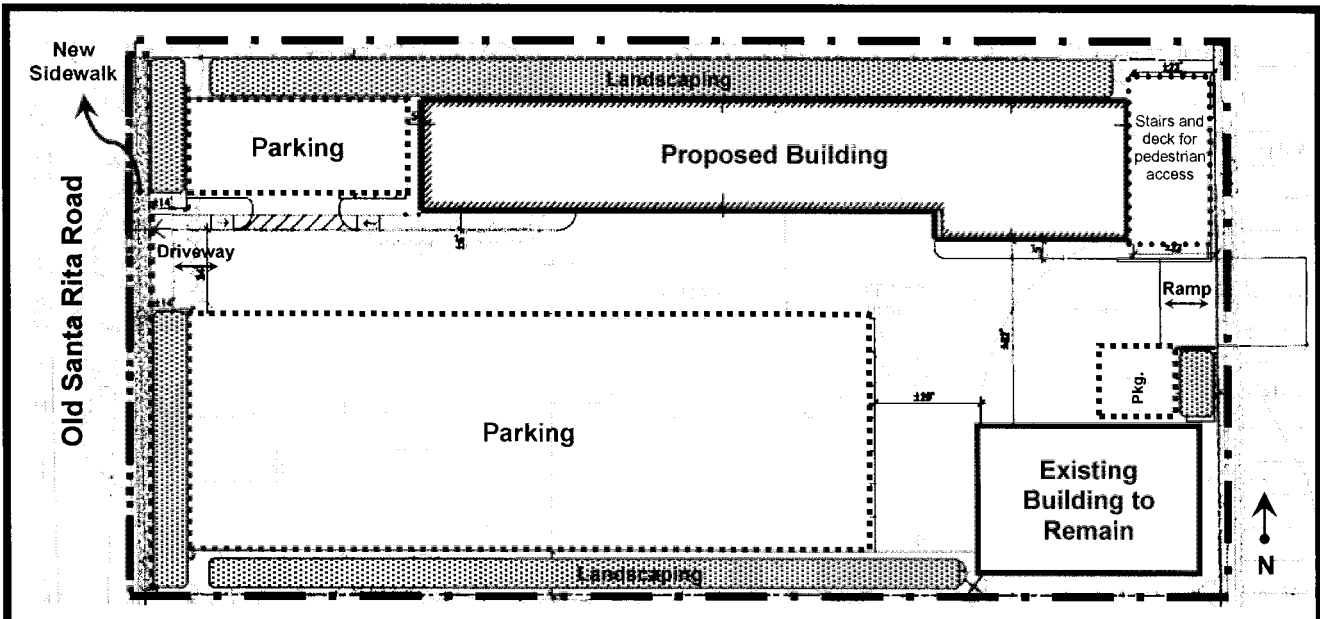 New
Sidewalk
Landscaping
Parking
Proposed Building
Stairs and
deck for
pedestrian
access
Old Santa Rita Road
Driveway
Ramp
Pkg.
Parking
Existing
Building to
Remain
Landscaping
N